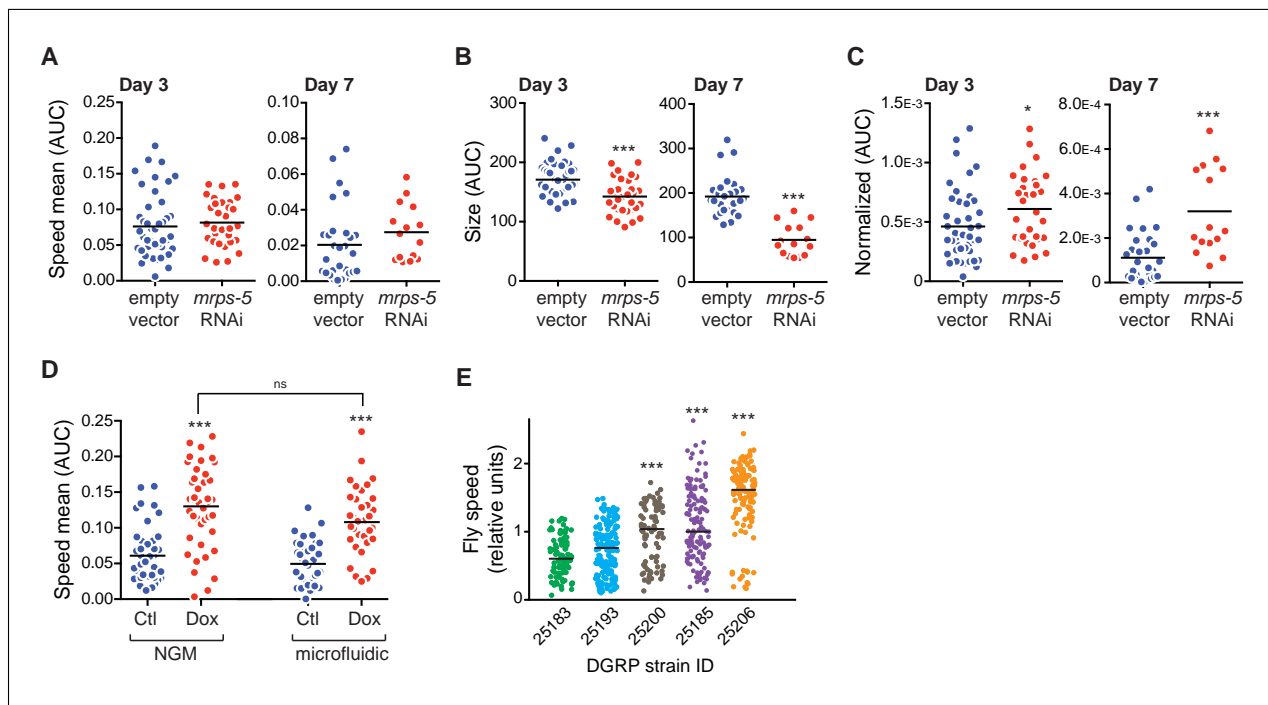 A
Day 3
Day 7
Speed mean (AUC)
0.25
0.20
0.15
0.10
0.05
0.00
empty vector
mrps-5 RNAi
0.10
0.08
0.06
0.04
0.02
0.00
empty vector
mrps-5 RNAi
B
Day 3
Day 7
Size (AUC)
300
200
100
0
***
empty vector
mrps-5 RNAi
400
300
200
100
0
***
empty vector
mrps-5 RNAi
C
Day 3
Day 7
Normalized (AUC)
1.5E-3
1.0-3
0.5E-3
0
*
empty vector
mrps-5 RNAi
8.0E-4
6.0E-4
4.0E-3
2.0E-3
0
***
empty vector
mrps-5 RNAi
D
ns
Speed mean (AUC)
0.25
0.20
0.15
0.10
0.05
0.00
***
***
Ctl
Dox
Ctl
Dox
NGM
microfluidic
E
Fly speed
(relative units)
2
1
0
***
***
***
25183
25193
25200
25185
25206
DGRP strain ID